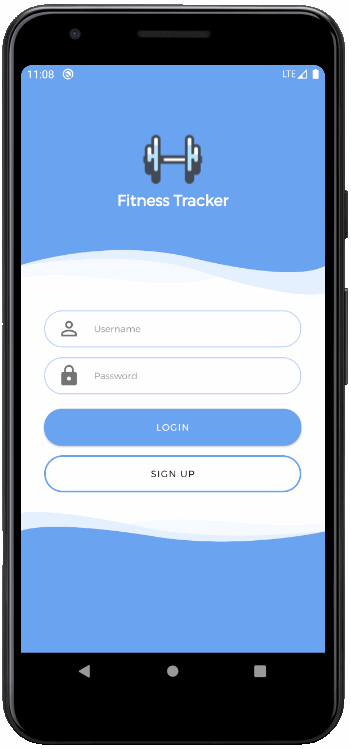 11:08 LTE
Fitness Tracker
Username
Password
LOGIN
SIGN UP